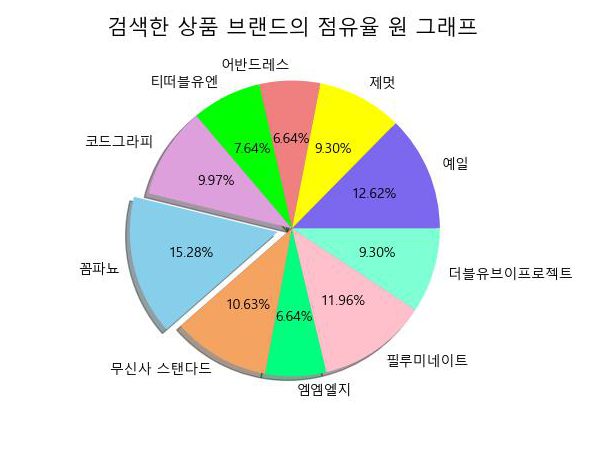 검색한 상품 브랜드의 점유율 원 그래프
어반드레스
티떠블유엔
제멋
코드그라피
예일
6.64%
7.64%
9.30%
9.97%
12.62%
꼼파뇨
15.28%
9.30%
더블유브이프로젝트
10.63%
11.96%
6.64%
무신사 스탠다드
필루미네이트
엠엠엘지